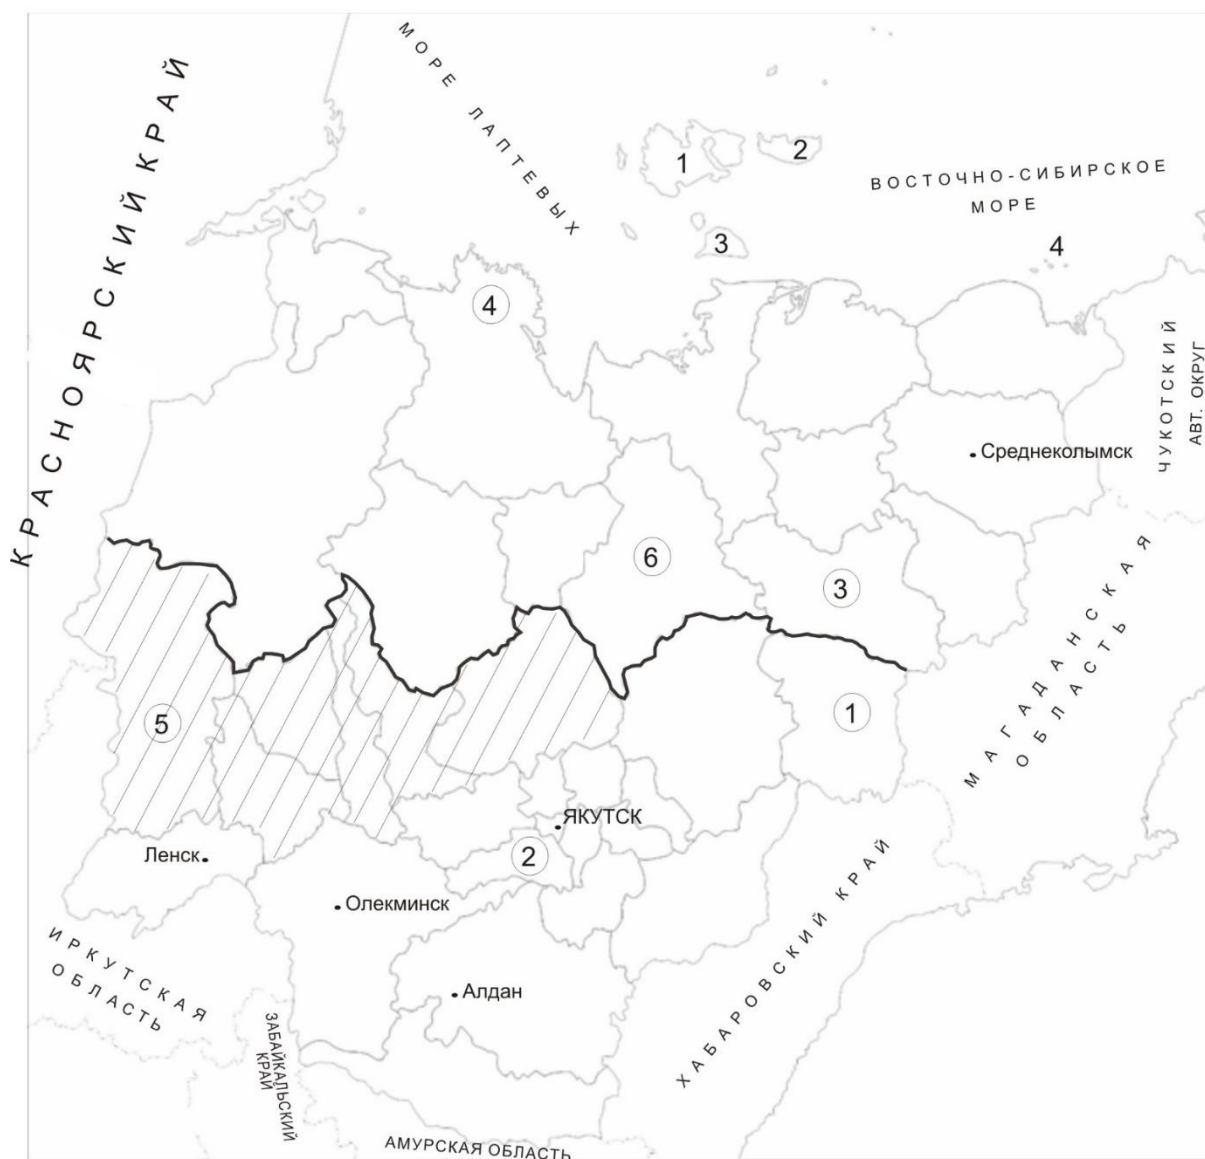 КРАСНОЯРСКИЙ КРАЙ
МОРЕ ЛАПТЕВЫХ
1
2
ВОСТОЧНО-СИБИРСКОЕ
МОРЕ
3
4
4
ЧУКОТСКИЙ
АВТ. ОКРУГ
Среднеколымск
6
3
МАГАДАНСКАЯ
ОБЛАСТЬ
5
1
ЯКУТСК
Ленск
2
Олекминск
ИРКУТСКАЯ
ОБЛАСТЬ
Алдан
ХАБАРОВСКИЙ КРАЙ
ЗАБАЙКАЛЬСКИЙ
КРАЙ
АМУРСКАЯ ОБЛАСТЬ